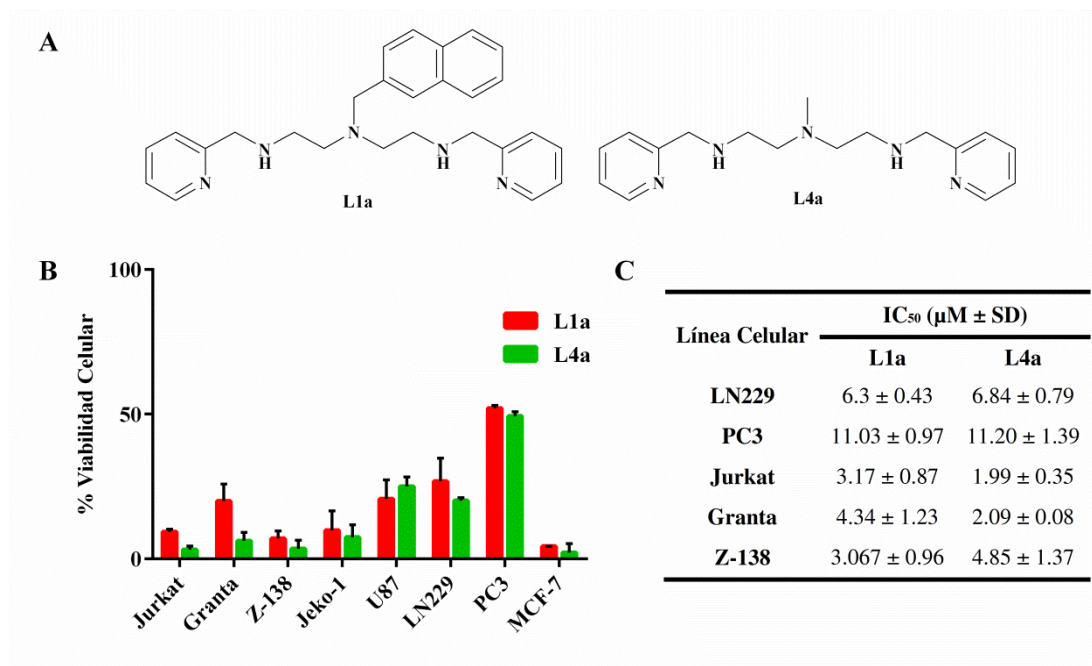 A
N
N
H
N
H
N
N
L1a
N
N
H
N
H
N
N
L4a
B
100
50
0
% Viabilidad Celular
L1a
L4a
Jurkat
Granta
Z-138
Jeko-1
U87
LN229
PC3
MCF-7
C
Línea Celular
IC₅₀ (µM ± SD)
L1a L4a
LN229 6.3 ± 0.43 6.84 ± 0.79
PC3 11.03 ± 0.97 11.20 ± 1.39
Jurkat 3.17 ± 0.87 1.99 ± 0.35
Granta 4.34 ± 1.23 2.09 ± 0.08
Z-138 3.067 ± 0.96 4.85 ± 1.37